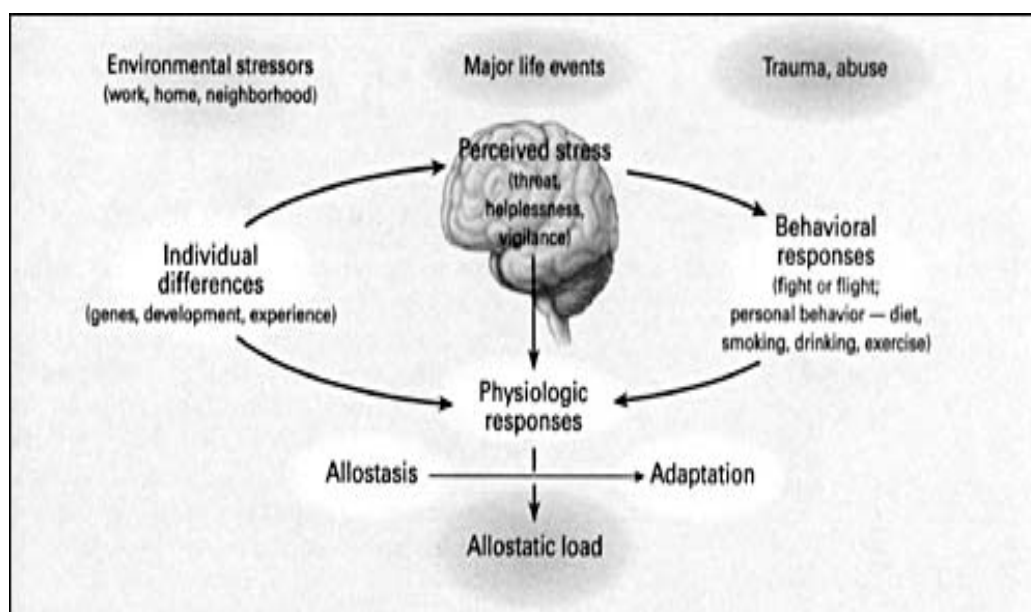 Environmental stressors
(work, home, neighborhood)
Major life events
Trauma, abuse
Perceived stress
(threat,
helplessness,
vigilance)
Individual
differences
(genes, development, experience)
Behavioral
responses
(fight or flight;
personal behavior — diet,
smoking, drinking, exercise)
Physiologic
responses
Allostasis
Adaptation
Allostatic load